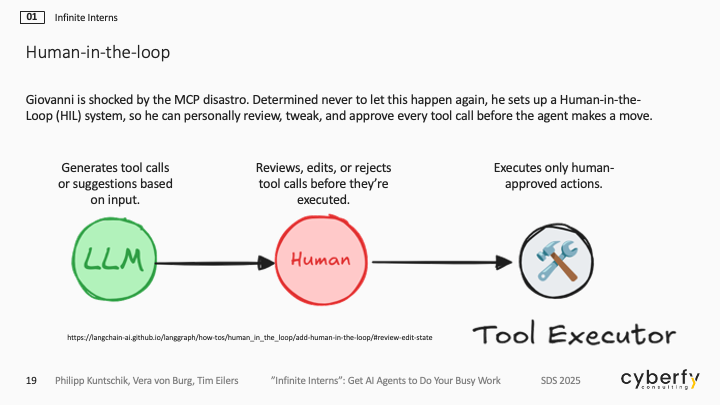 01 Infinite Interns
Human-in-the-loop
Giovanni is shocked by the MCP disastro. Determined never to let this happen again, he sets up a Human-in-the-
Loop (HIL) system, so he can personally review, tweak, and approve every tool call before the agent makes a move.
Generates tool calls
or suggestions based
on input.
Reviews, edits, or rejects
tool calls before they’re
executed.
Executes only human-
approved actions.
LLM
Human
Tool Executor
https://langchain-ai.github.io/langgraph/how-tos/human_in_the_loop/add-human-in-the-loop/#review-edit-state
19 Philipp Kuntschik, Vera von Burg, Tim Eilers ”Infinite Interns”: Get AI Agents to Do Your Busy Work SDS 2025
cyberfy
consulting